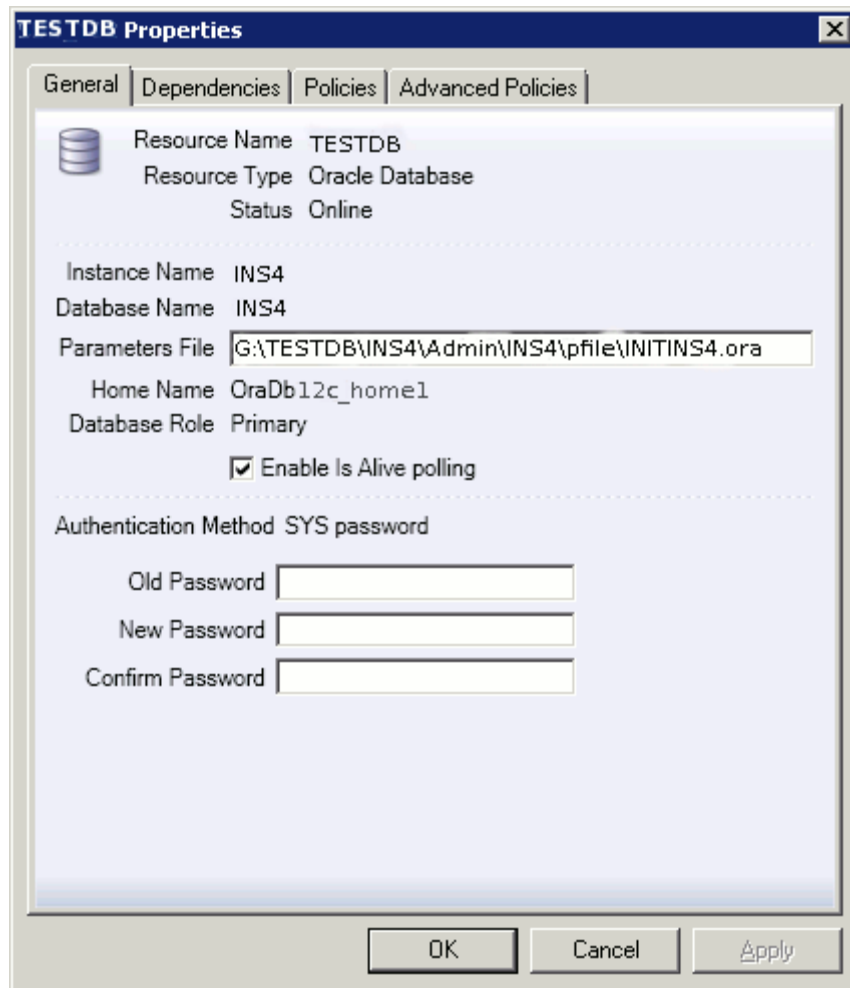 TESTDB Properties
General Dependencies Policies Advanced Policies
Resource Name TESTDB
Resource Type Oracle Database
Status Online
Instance Name INS4
Database Name INS4
Parameters File G:\TESTDB\INS4\Admin\INS4\pfile\INITINS4.ora
Home Name OraDb12c_home1
Database Role Primary
Enable Is Alive polling
Authentication Method SYS password
Old Password
New Password
Confirm Password
OK Cancel Apply